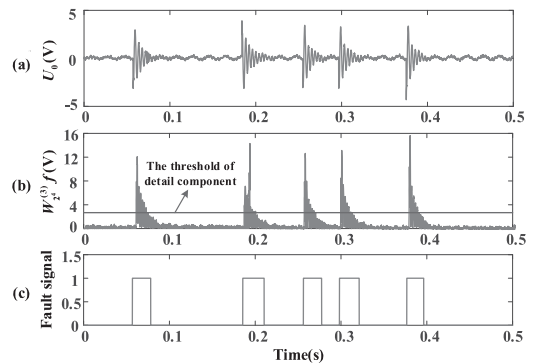 5
0
-5
(a)
U0 (V)
0 0.1 0.2 0.3 0.4 0.5
16
12
8
4
0
(b)
W2^4^(3) f (V)
The threshold of
detail component
0 0.1 0.2 0.3 0.4 0.5
1.5
1
0.5
0
(c)
Fault signal
0 0.1 0.2 0.3 0.4 0.5
Time(s)